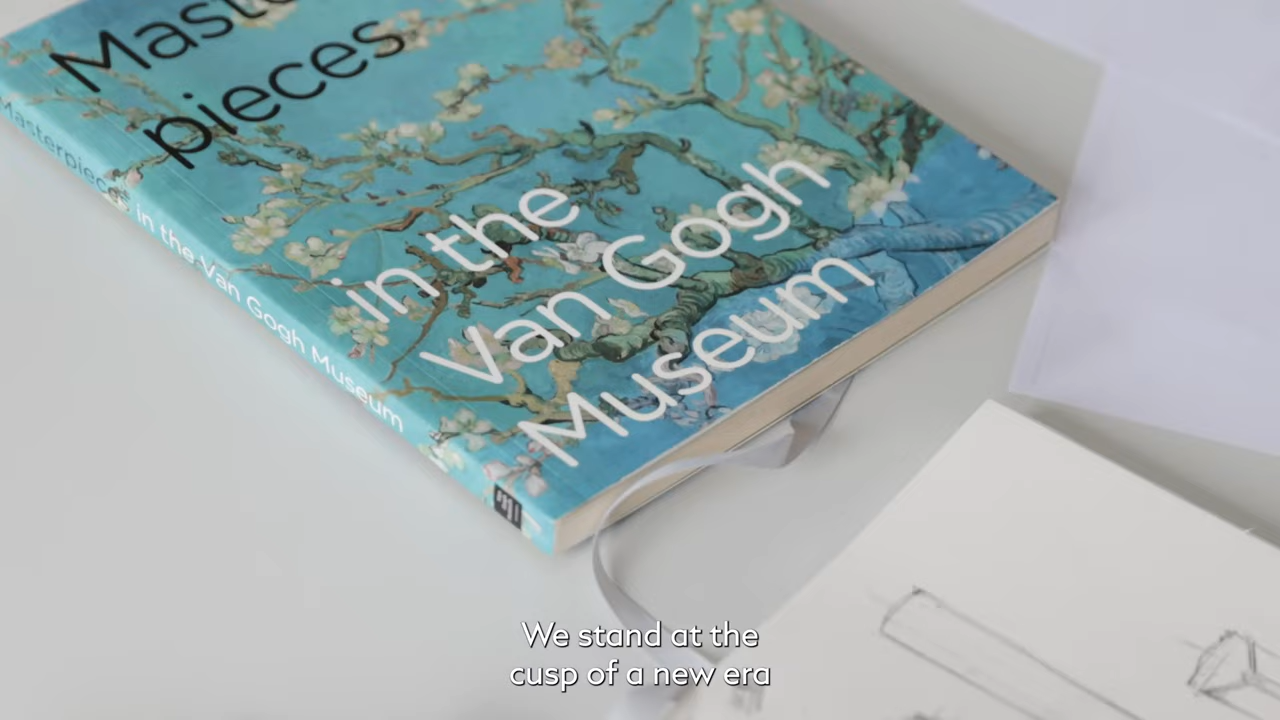 Maste
pieces
in the
Van Gogh
Museum
Masterpieces in the Van Gogh Museum
We stand at the
cusp of a new era